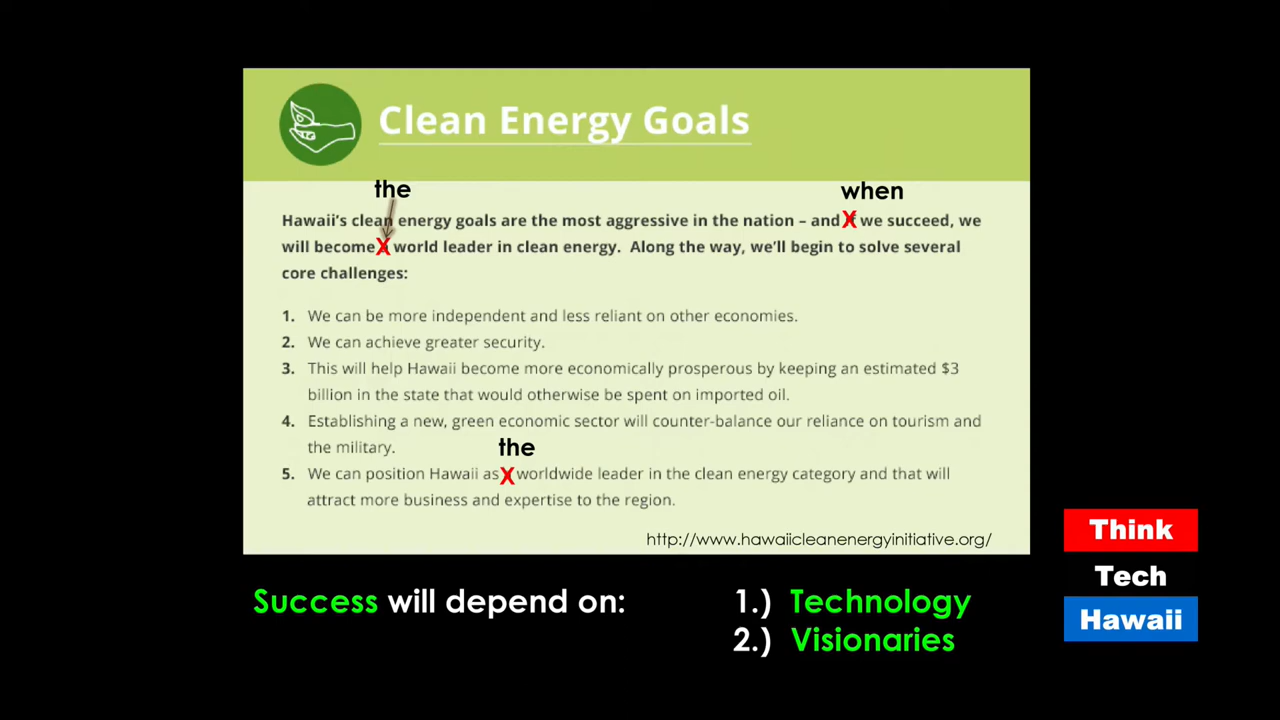 Clean Energy Goals
the
when
Hawaii's clean energy goals are the most aggressive in the nation – and X we succeed, we
will become X world leader in clean energy.  Along the way, we'll begin to solve several
core challenges:
1. We can be more independent and less reliant on other economies.
2. We can achieve greater security.
3. This will help Hawaii become more economically prosperous by keeping an estimated $3
billion in the state that would otherwise be spent on imported oil.
4. Establishing a new, green economic sector will counter-balance our reliance on tourism and
the military.
the
5. We can position Hawaii as X worldwide leader in the clean energy category and that will
attract more business and expertise to the region.
http://www.hawaiicleanenergyinitiative.org/
Success will depend on: 1.) Technology
2.) Visionaries
Think
Tech
Hawaii